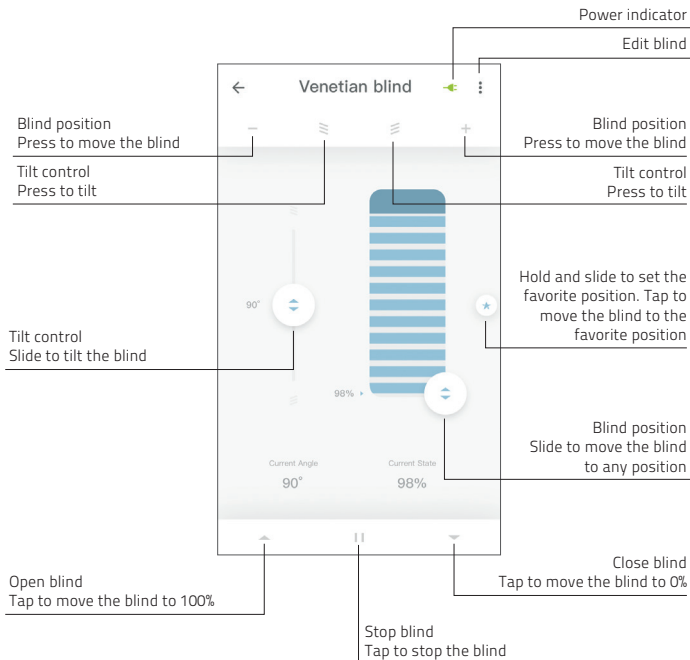 Power indicator
Edit blind
Venetian blind
Blind position
Press to move the blind
Blind position
Press to move the blind
Tilt control
Press to tilt
Tilt control
Press to tilt
Hold and slide to set the
favorite position. Tap to
move the blind to the
favorite position
90°
Tilt control
Slide to tilt the blind
98%
Blind position
Slide to move the blind
to any position
Current Angle
90°
Current State
98%
Open blind
Tap to move the blind to 100%
Close blind
Tap to move the blind to 0%
Stop blind
Tap to stop the blind